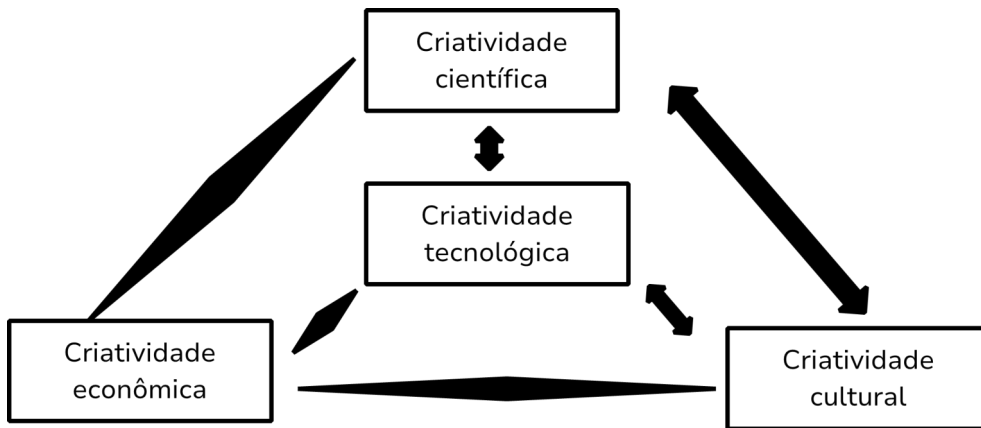 Criatividade
científica
Criatividade
tecnológica
Criatividade
econômica
Criatividade
cultural